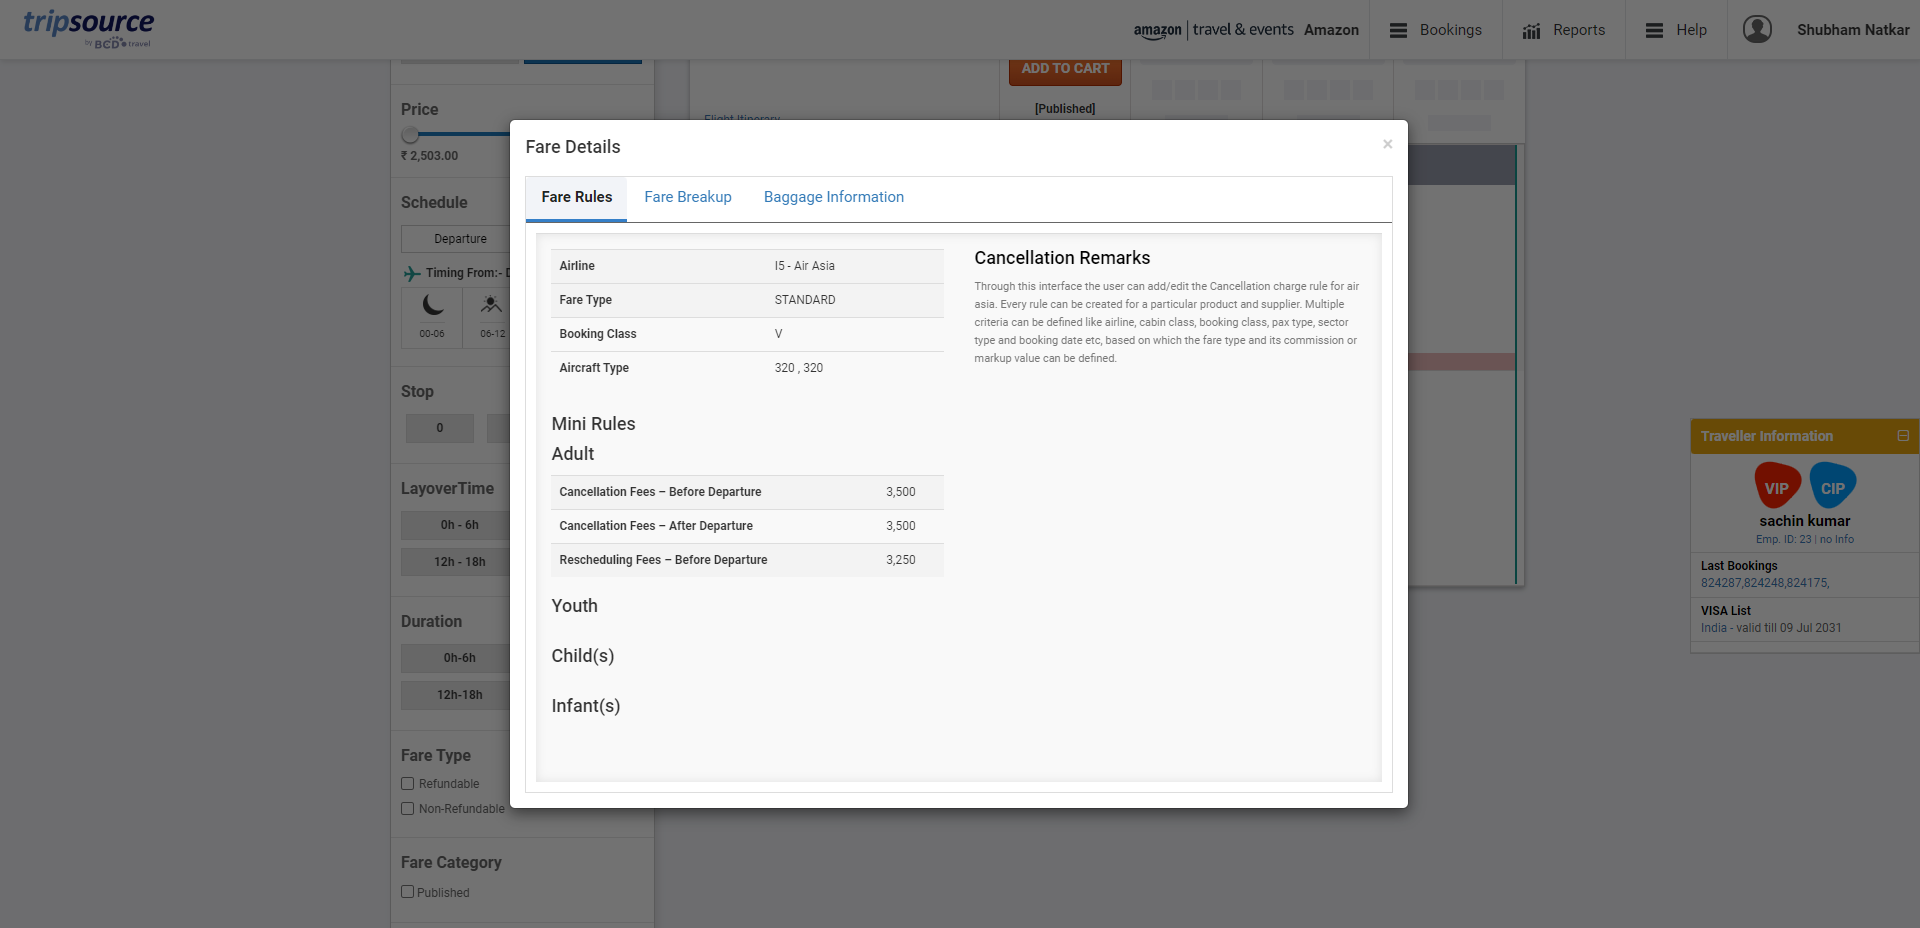 tripsource
by BCD travel
amazon | travel & events Amazon
Bookings
Reports
Help
Shubham Natkar
ADD TO CART
[Published]
Flight Itinerary
Price
₹ 2,503.00
Schedule
Departure
Timing From:- D
00-06
06-12
Stop
0
LayoverTime
0h - 6h
12h - 18h
Duration
0h-6h
12h-18h
Fare Type
Refundable
Non-Refundable
Fare Category
Published
Fare Details
×
Fare Rules
Fare Breakup
Baggage Information
Airline I5 - Air Asia
Fare Type STANDARD
Booking Class V
Aircraft Type 320 , 320
Mini Rules
Adult
Cancellation Fees – Before Departure 3,500
Cancellation Fees – After Departure 3,500
Rescheduling Fees – Before Departure 3,250
Youth
Child(s)
Infant(s)
Cancellation Remarks
Through this interface the user can add/edit the Cancellation charge rule for air
asia. Every rule can be created for a particular product and supplier. Multiple
criteria can be defined like airline, cabin class, booking class, pax type, sector
type and booking date etc, based on which the fare type and its commission or
markup value can be defined.
Traveller Information
VIP
CIP
sachin kumar
Emp. ID: 23 | no Info
Last Bookings
824287,824248,824175,
VISA List
India - valid till 09 Jul 2031